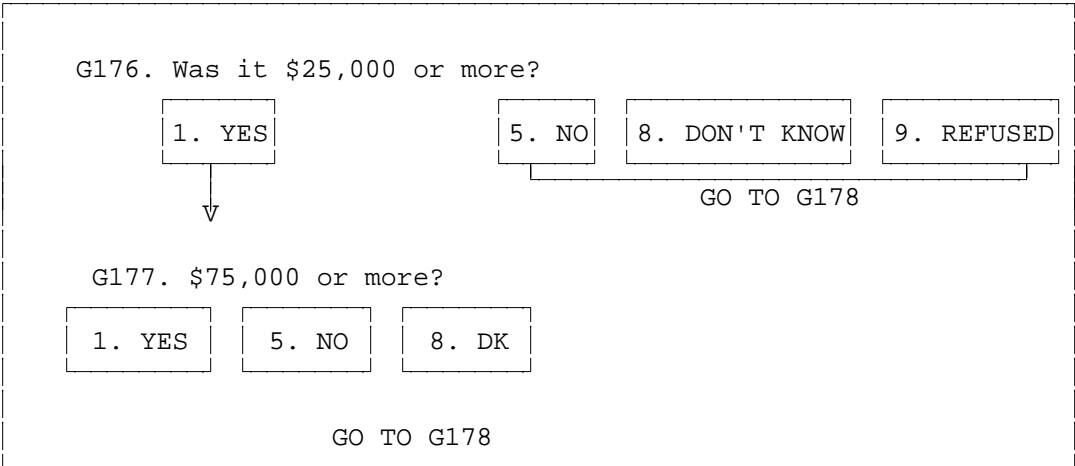 G176. Was it $25,000 or more?
1. YES 5. NO 8. DON'T KNOW 9. REFUSED
GO TO G178
G177. $75,000 or more?
1. YES 5. NO 8. DK
GO TO G178